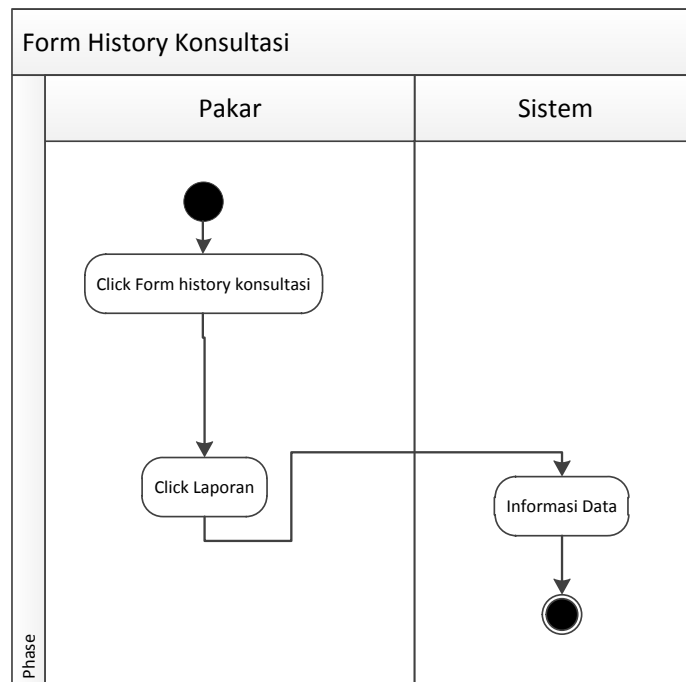 Form History Konsultasi
Pakar
Sistem
Click Form history konsultasi
Click Laporan
Informasi Data
Phase